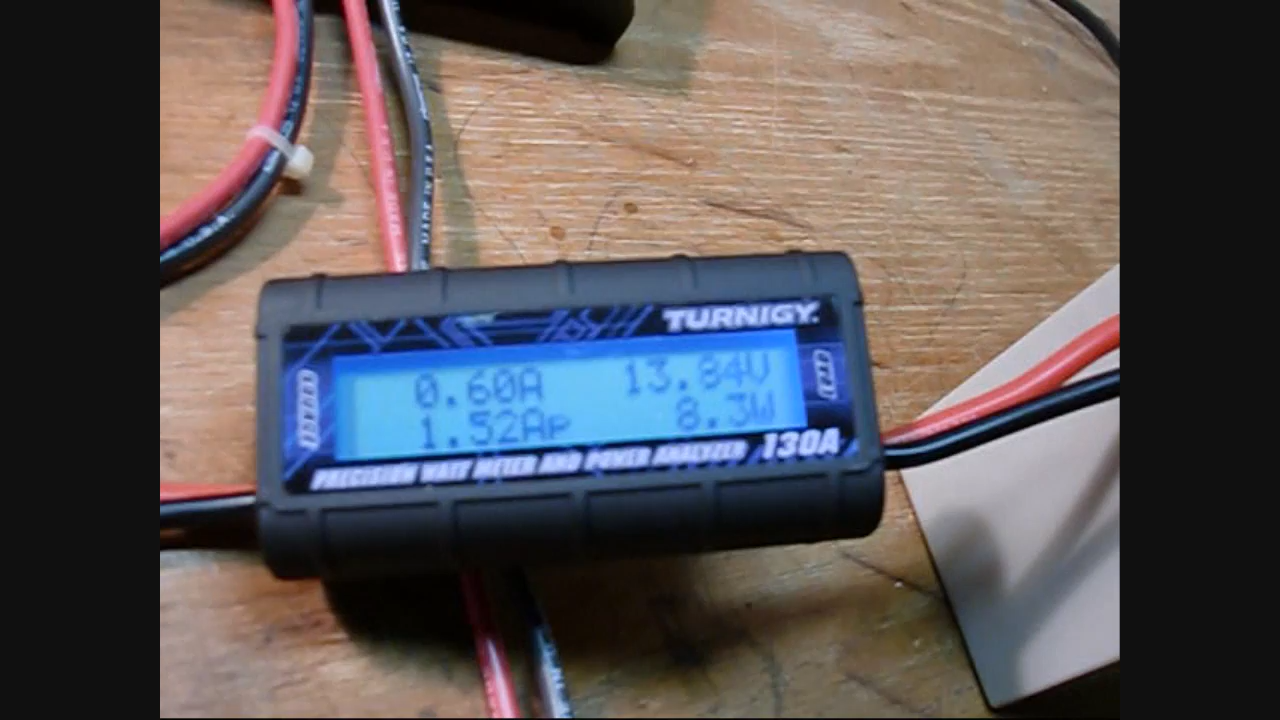 TURNIGY
0.60A 13.84V
1.52Ap 8.3W
PRECISION WATT METER AND POWER ANALYZER 130A